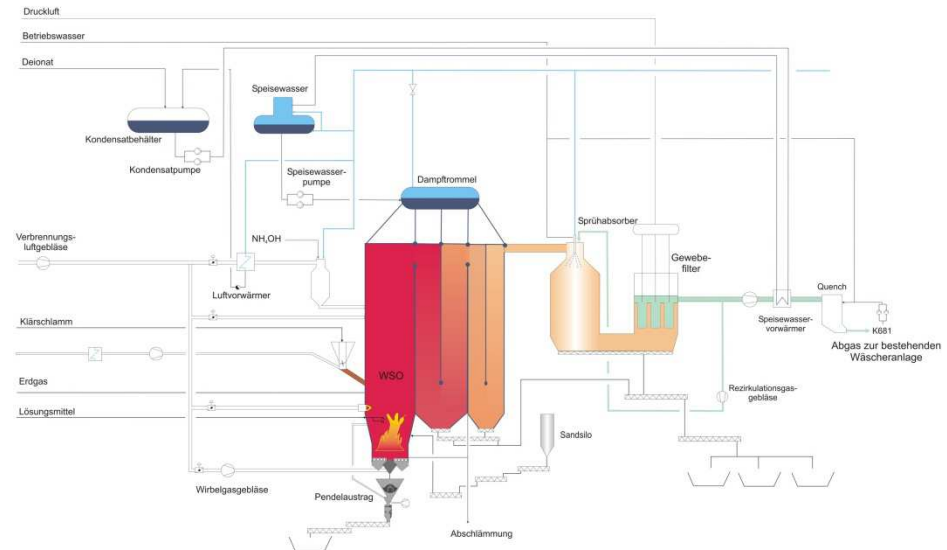 Druckluft
Betriebswasser
Deionat
Speisewasser
Kondensatbehälter
Kondensatpumpe
Speisewasser-
pumpe
Dampftrommel
Sprühabsorber
NH₄OH
Verbrennungs-
luftgebläse
Gewebe-
filter
Luftvorwärmer
Quench
Speisewasser-
vorwärmer
K681
Abgas zur bestehenden
Wäscheranlage
Klärschlamm
WSO
Rezirkulationsgas-
gebläse
Erdgas
Lösungsmittel
Sandsilo
Wirbelgasgebläse
Pendelaustrag
Abschlämmung